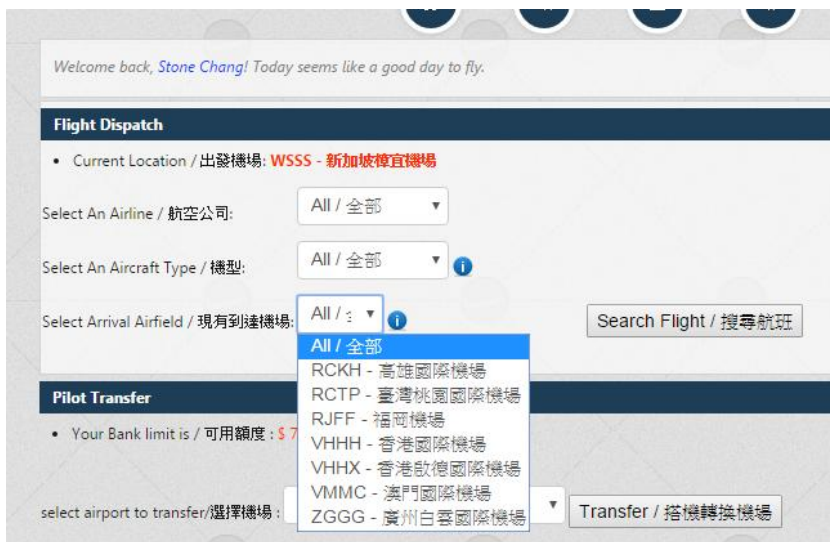 Welcome back, Stone Chang! Today seems like a good day to fly.
Flight Dispatch
• Current Location / 出發機場: WSSS - 新加坡樟宜機場
Select An Airline / 航空公司: All / 全部
Select An Aircraft Type / 機型: All / 全部
Select Arrival Airfield / 現有到達機場: All /
Search Flight / 搜尋航班
All / 全部
RCKH - 高雄國際機場
RCTP - 臺灣桃園國際機場
RJFF - 福岡機場
VHHH - 香港國際機場
VHHX - 香港啟德國際機場
VMMC - 澳門國際機場
ZGGG - 廣州白雲國際機場
Pilot Transfer
• Your Bank limit is / 可用額度 : $ 7
select airport to transfer/選擇機場 :
Transfer / 搭機轉換機場